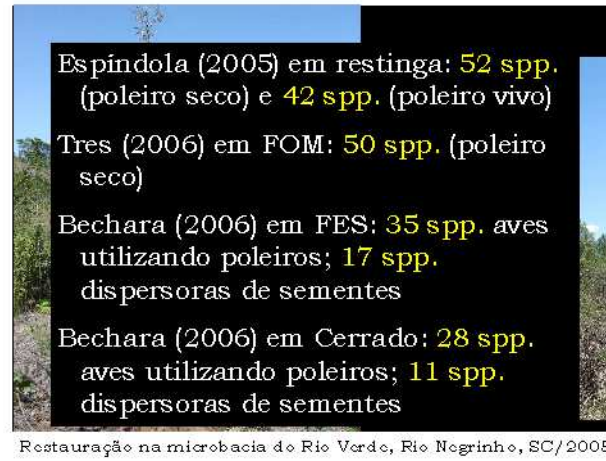 Espíndola (2005) em restinga: 52 spp.
(poleiro seco) e 42 spp. (poleiro vivo)
Tres (2006) em FOM: 50 spp. (poleiro
seco)
Bechara (2006) em FES: 35 spp. aves
utilizando poleiros; 17 spp.
dispersoras de sementes
Bechara (2006) em Cerrado: 28 spp.
aves utilizando poleiros; 11 spp.
dispersoras de sementes
Restauração na microbacia do Rio Verde, Rio Negrinho, SC/2005